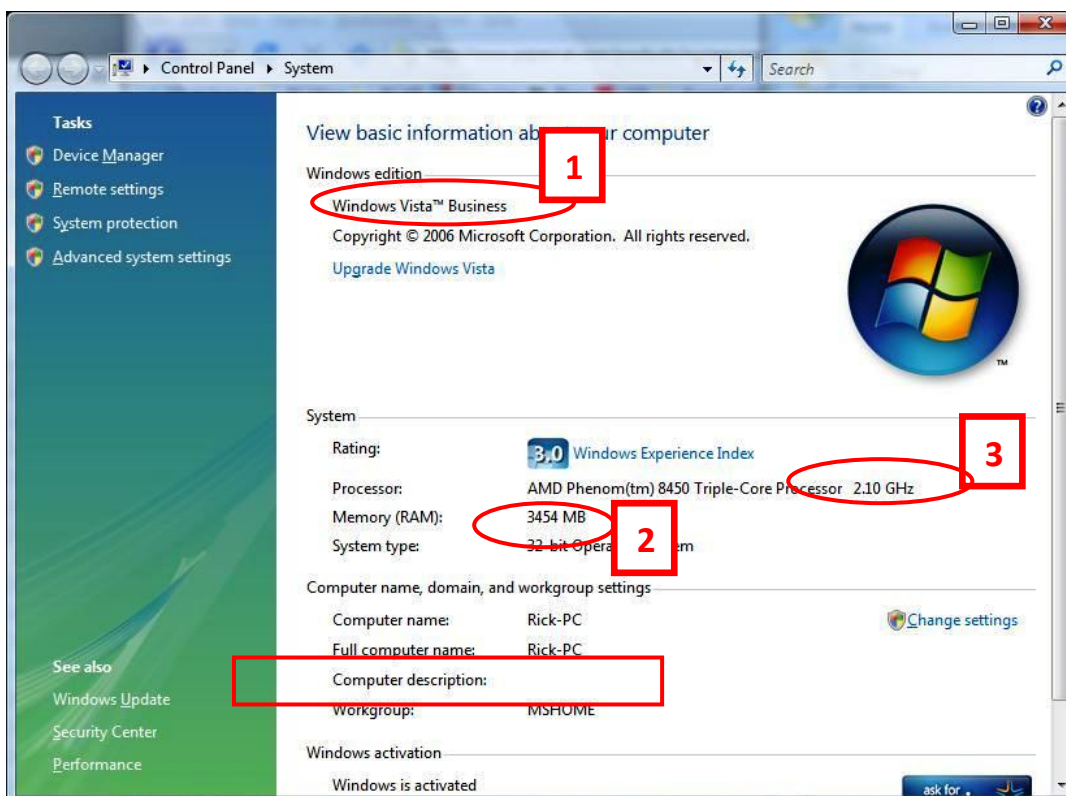 Control Panel ▸ System
Search
Tasks
Device Manager
Remote settings
System protection
Advanced system settings
See also
Windows Update
Security Center
Performance
View basic information ab ur computer
1
Windows edition
Windows Vista™ Business
Copyright © 2006 Microsoft Corporation. All rights reserved.
Upgrade Windows Vista
TM
System
3
Rating: 3.0 Windows Experience Index
Processor: AMD Phenom(tm) 8450 Triple-Core Processor 2.10 GHz
Memory (RAM): 3454 MB
2
System type: 32-bit Opera em
Computer name, domain, and workgroup settings
Computer name: Rick-PC
Change settings
Full computer name: Rick-PC
Computer description:
Workgroup: MSHOME
Windows activation
Windows is activated
ask for